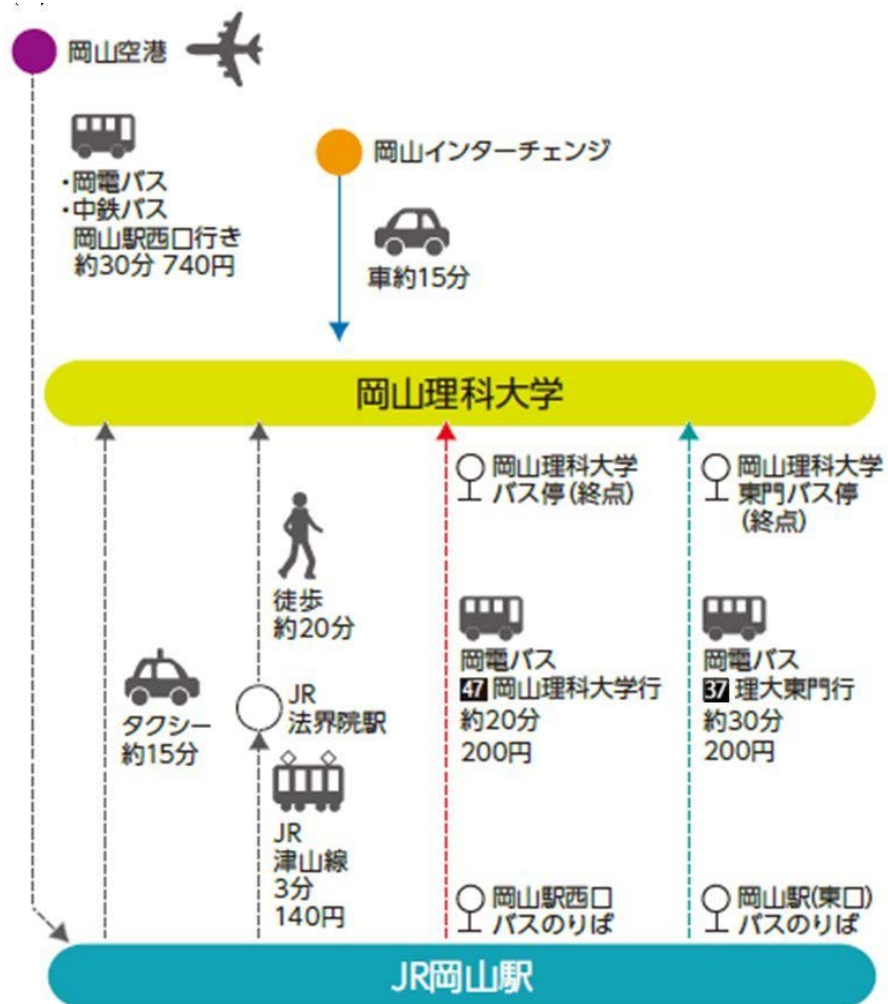 岡山空港
・岡電バス
・中鉄バス
岡山駅西口行き
約30分 740円
岡山インターチェンジ
車約15分
岡山理科大学
タクシー
約15分
徒歩
約20分
JR
法界院駅
JR
津山線
3分
140円
岡山理科大学
バス停(終点)
岡電バス
47 岡山理科大学行
約20分
200円
岡山駅西口
バスのりば
岡山理科大学
東門バス停
(終点)
岡電バス
37 理大東門行
約30分
200円
岡山駅(東口)
バスのりば
JR岡山駅